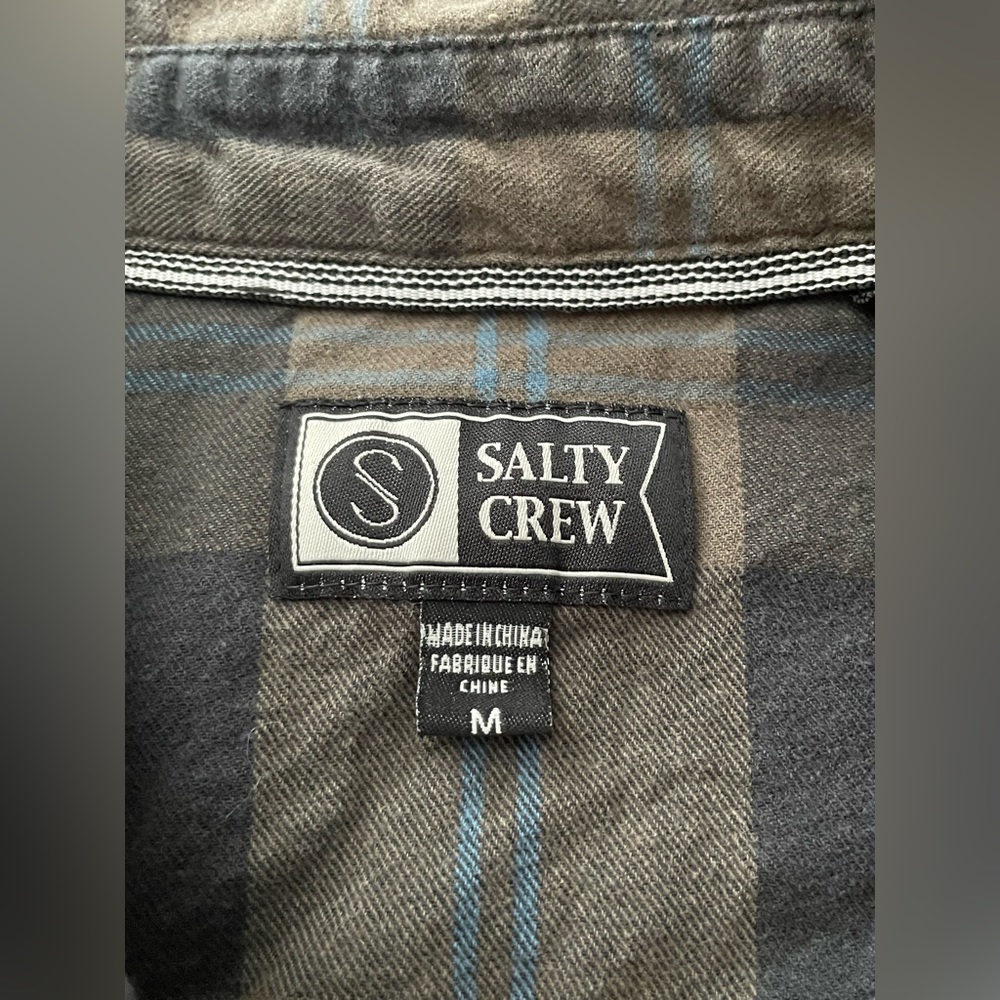 S
SALTY
CREW
MADE IN CHINA
FABRIQUE EN
CHINE
M